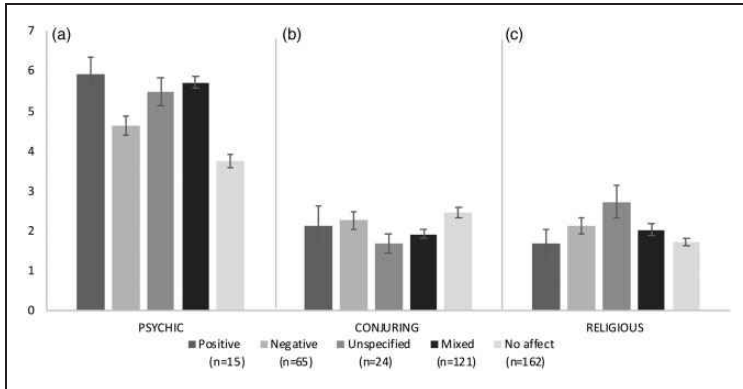 (a) (b) (c)
7
6
5
4
3
2
1
0
PSYCHIC CONJURING RELIGIOUS
Positive Negative Unspecified Mixed No affect
(n=15) (n=65) (n=24) (n=121) (n=162)